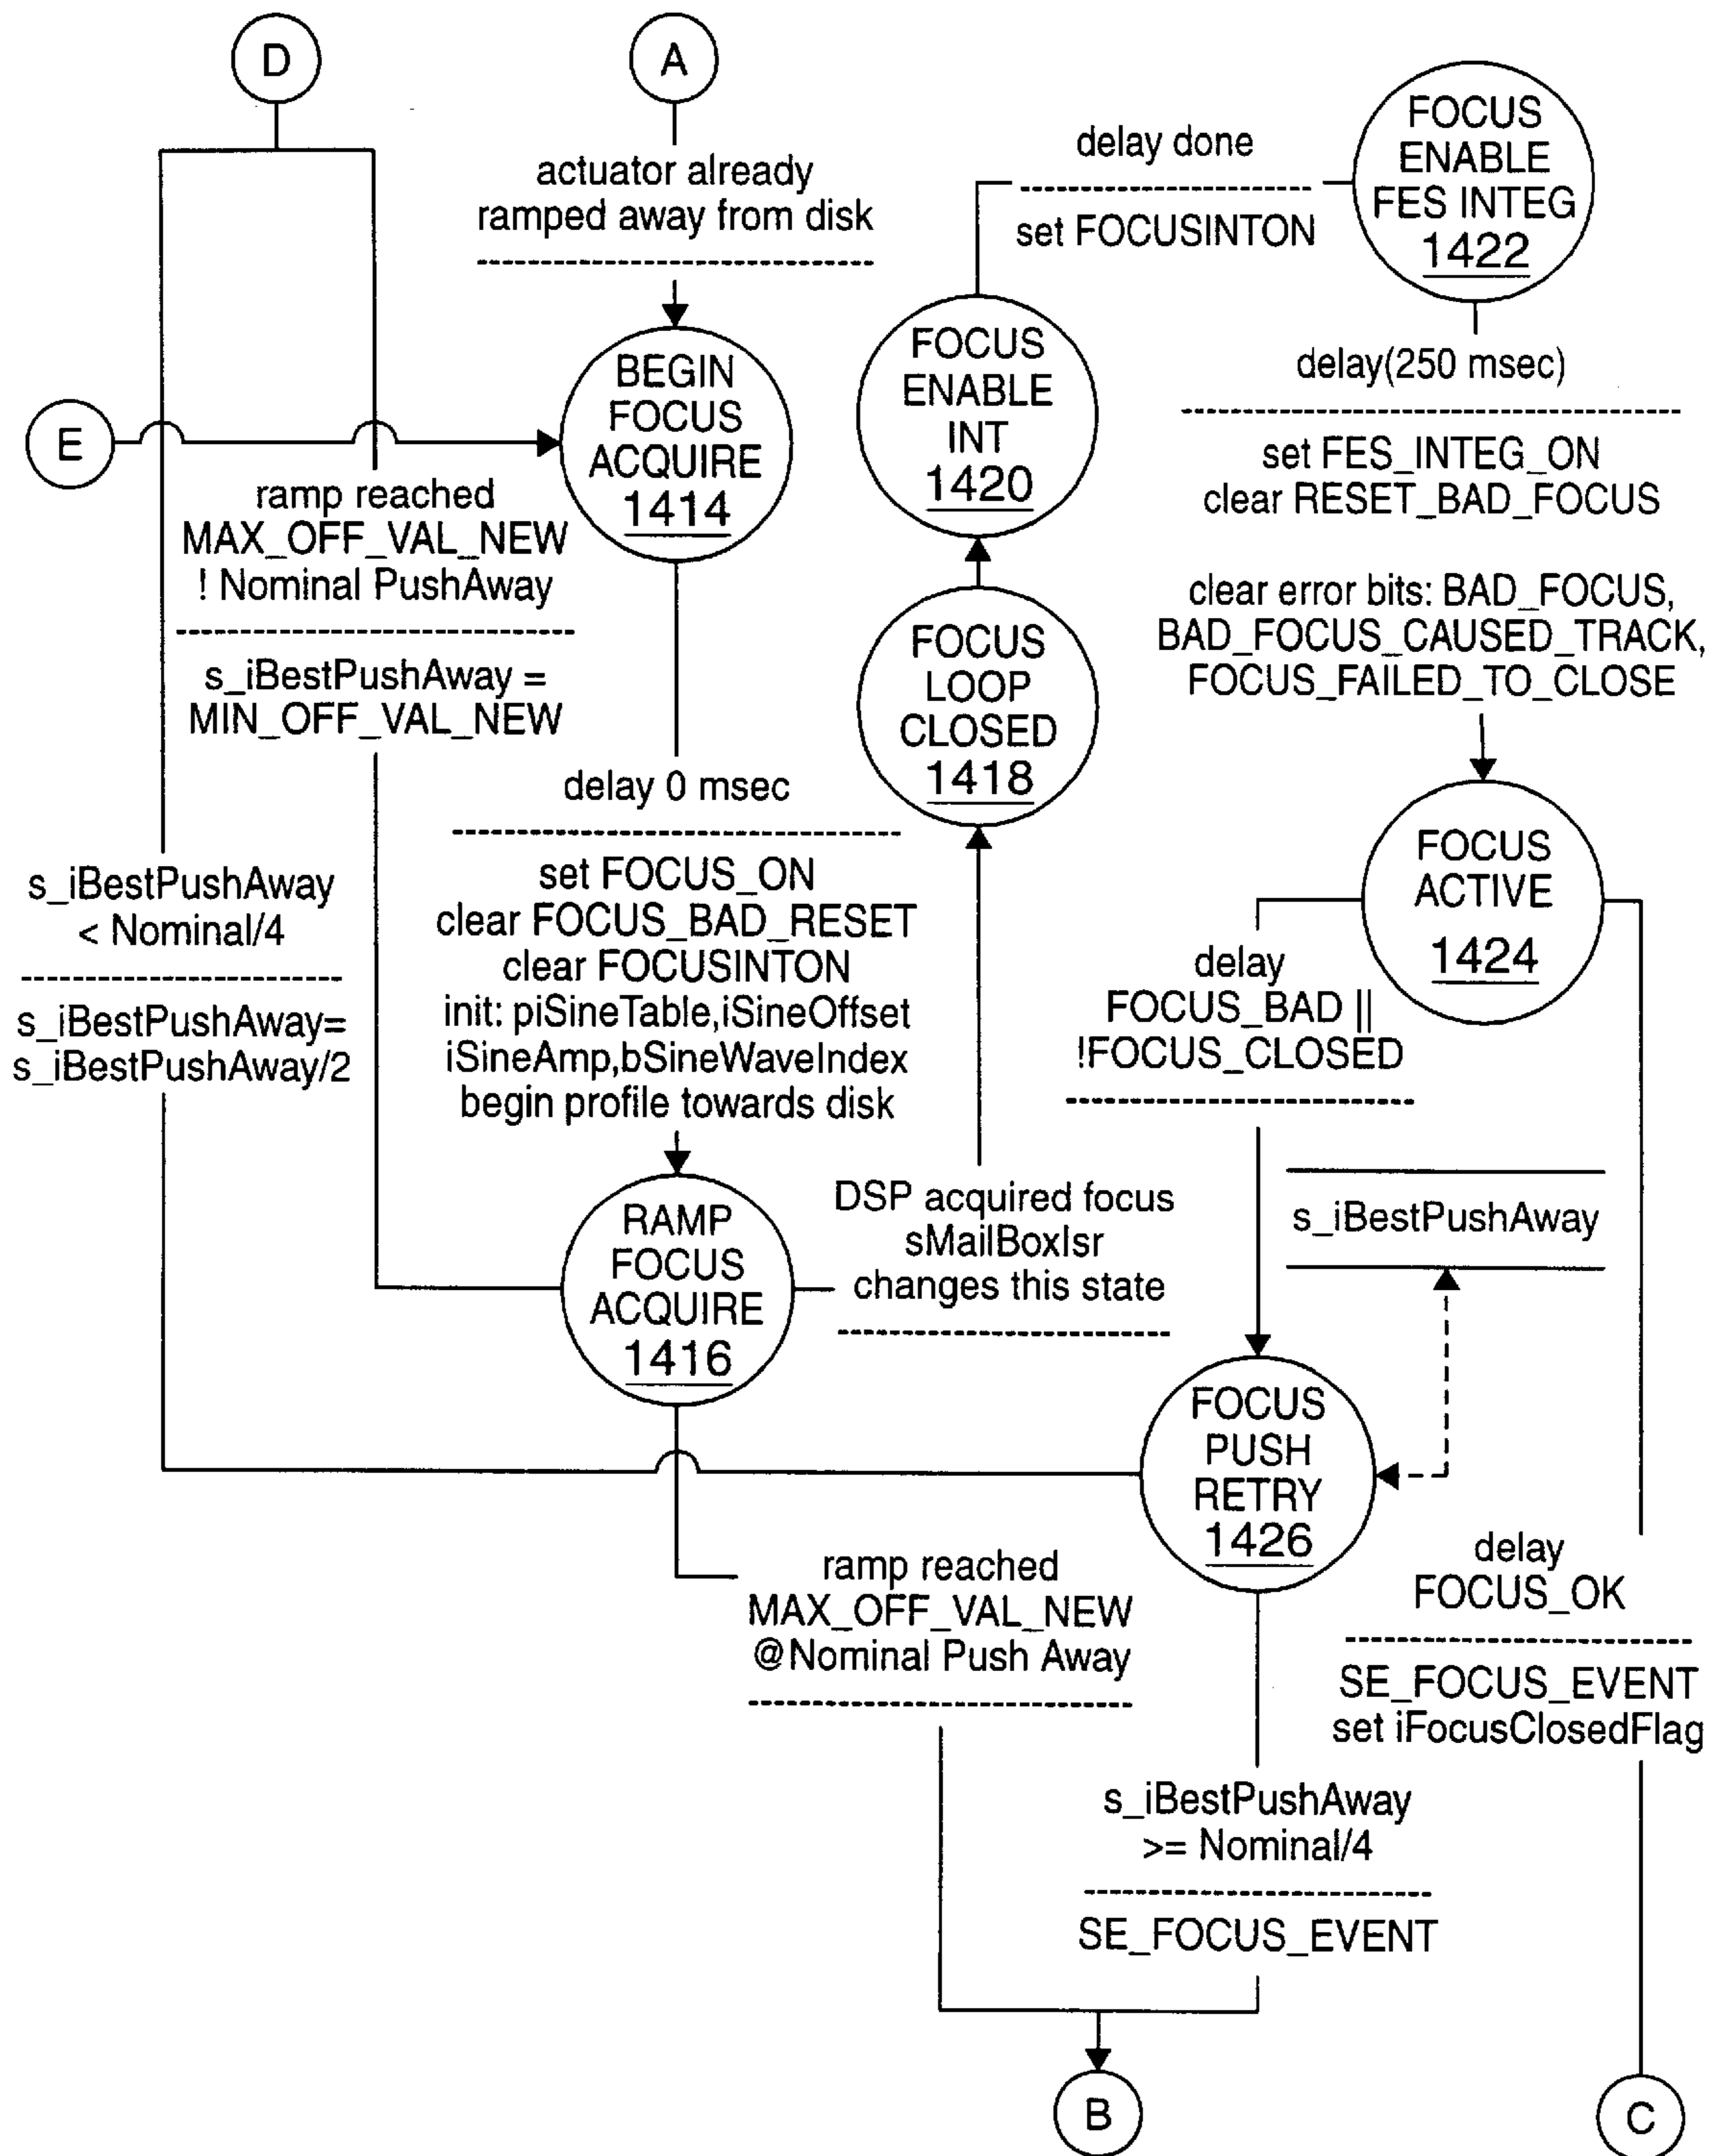 D
A
actuator already
ramped away from disk
delay done
set FOCUSINTON
FOCUS
ENABLE
FES INTEG
1422
E
BEGIN
FOCUS
ACQUIRE
1414
FOCUS
ENABLE
INT
1420
delay(250 msec)
set FES_INTEG_ON
clear RESET_BAD_FOCUS
clear error bits: BAD_FOCUS,
BAD_FOCUS_CAUSED_TRACK,
FOCUS_FAILED_TO_CLOSE
ramp reached
MAX_OFF_VAL_NEW
! Nominal PushAway
s_iBestPushAway =
MIN_OFF_VAL_NEW
FOCUS
LOOP
CLOSED
1418
delay 0 msec
set FOCUS_ON
clear FOCUS_BAD_RESET
clear FOCUSINTON
init: piSineTable,iSineOffset
iSineAmp,bSineWaveIndex
begin profile towards disk
s_iBestPushAway
< Nominal/4
s_iBestPushAway=
s_iBestPushAway/2
FOCUS
ACTIVE
1424
delay
FOCUS_BAD ||
!FOCUS_CLOSED
RAMP
FOCUS
ACQUIRE
1416
DSP acquired focus
sMailBoxIsr
changes this state
s_iBestPushAway
FOCUS
PUSH
RETRY
1426
ramp reached
MAX_OFF_VAL_NEW
@Nominal Push Away
delay
FOCUS_OK
SE_FOCUS_EVENT
set iFocusClosedFlag
s_iBestPushAway
>= Nominal/4
SE_FOCUS_EVENT
B
C